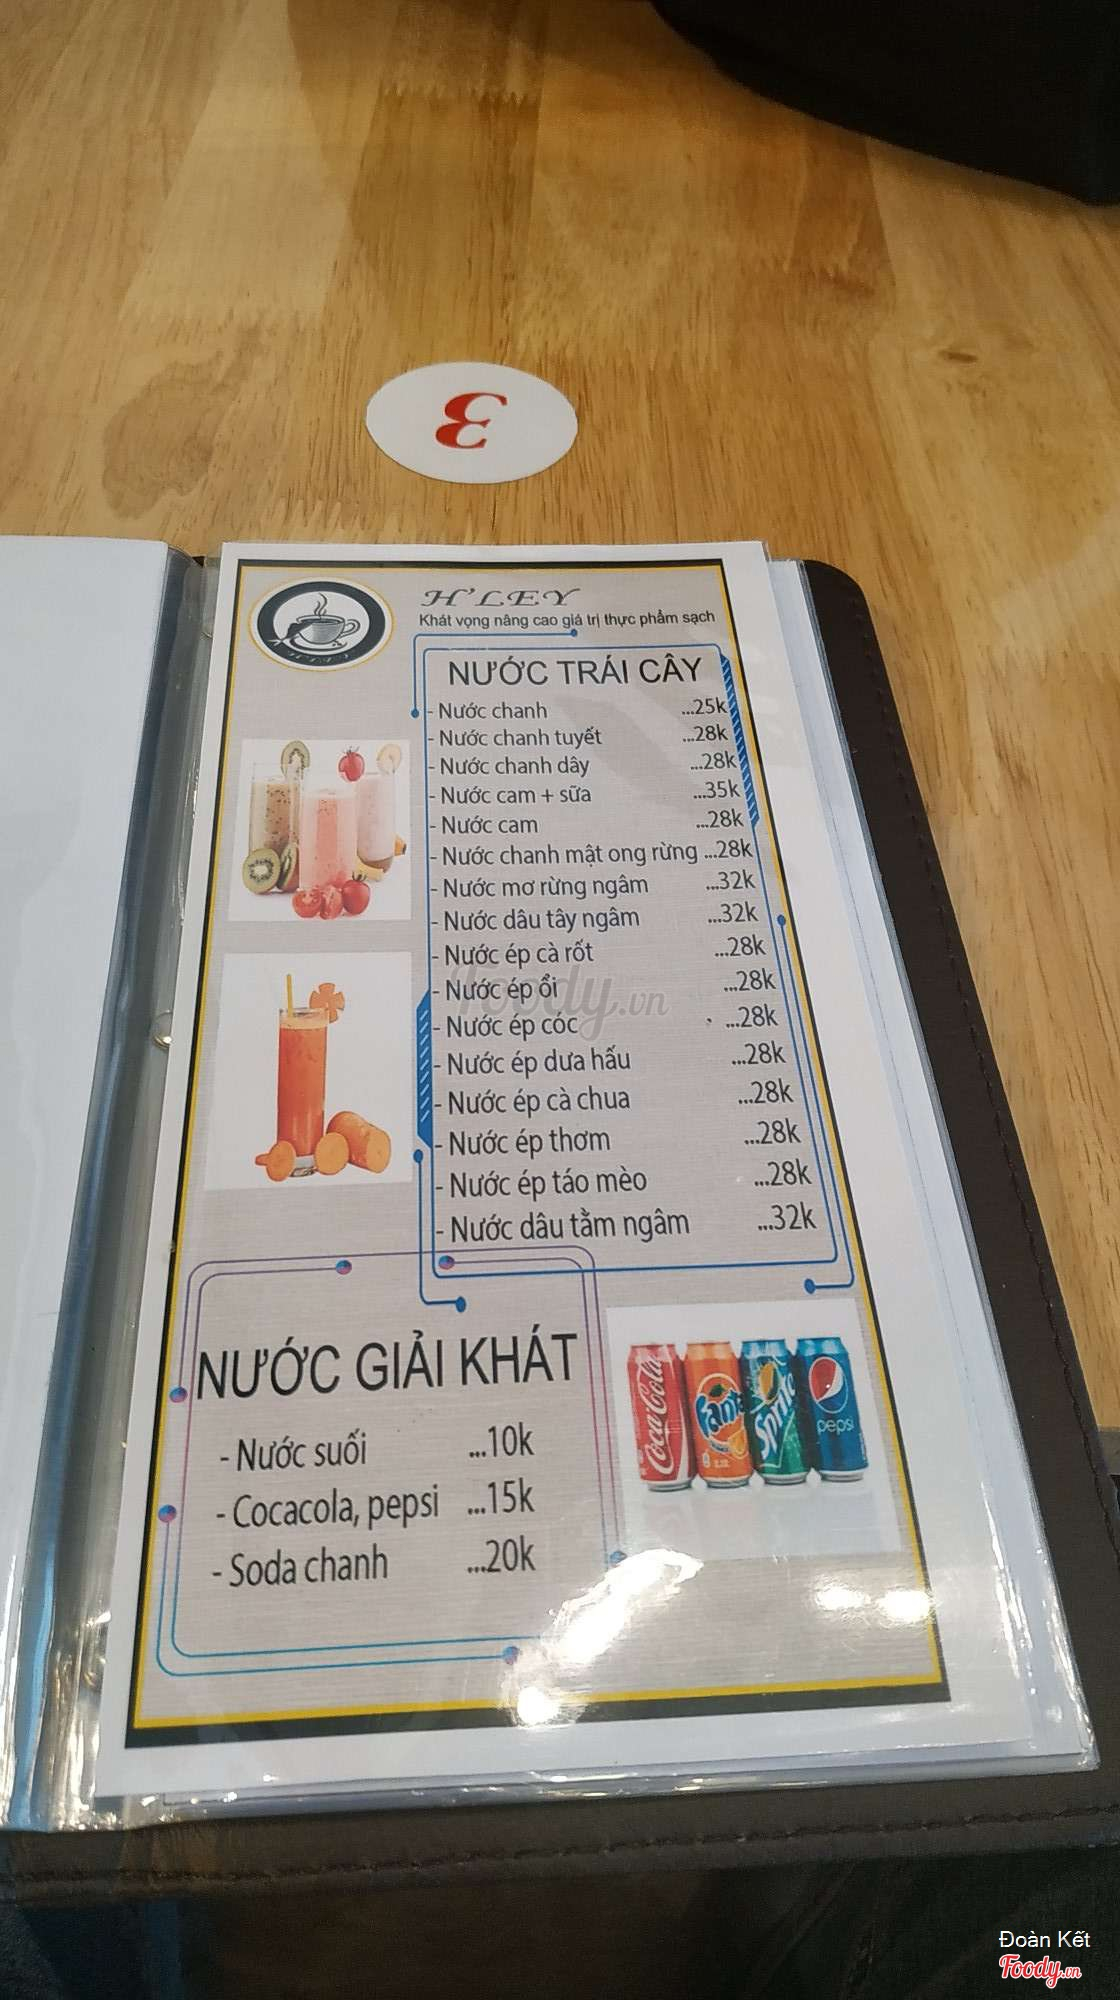 3
H'LEY
Khát vọng nâng cao giá trị thực phẩm sạch
NƯỚC TRÁI CÂY
- Nước chanh ...25k
- Nước chanh tuyết ...28k
- Nước chanh dây ...28k
- Nước cam + sữa ...35k
- Nước cam ...28k
- Nước chanh mật ong rừng ...28k
- Nước mơ rừng ngâm ...32k
- Nước dâu tây ngâm ...32k
- Nước ép cà rốt ...28k
- Nước ép ổi ...28k
- Nước ép cóc ...28k
- Nước ép dưa hấu ...28k
- Nước ép cà chua ...28k
- Nước ép thơm ...28k
- Nước ép táo mèo ...28k
- Nước dâu tằm ngâm ...32k
Foody.vn
NƯỚC GIẢI KHÁT
- Nước suối ...10k
- Cocacola, pepsi ...15k
- Soda chanh ...20k
Coca-Cola Fanta Sprite pepsi
Đoàn Kết
Foody.vn